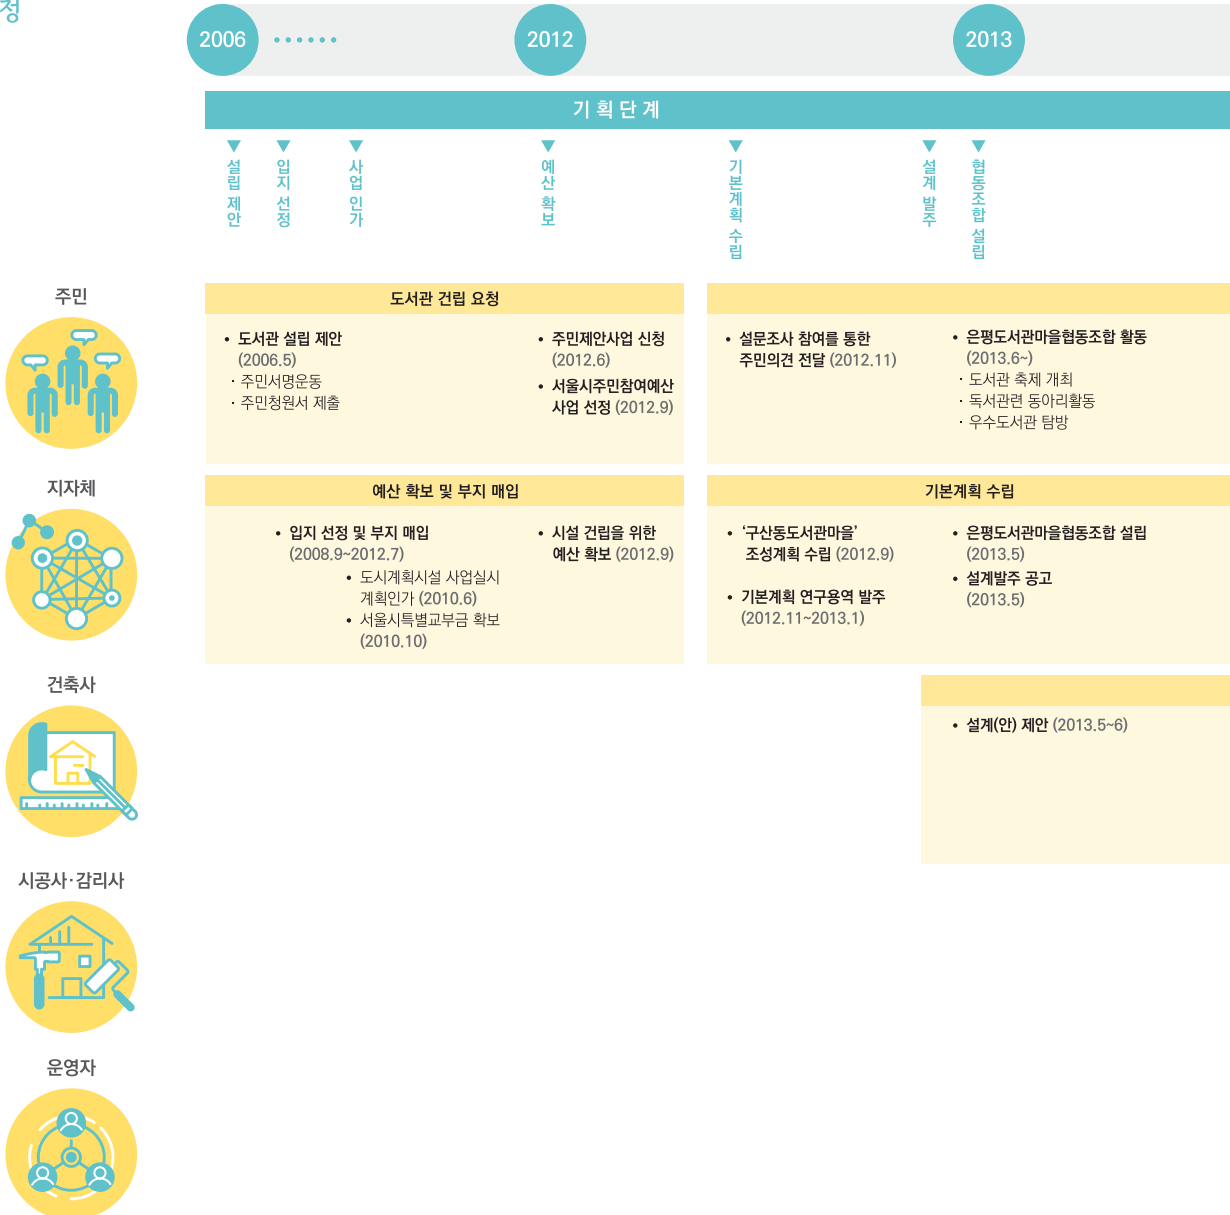 정
2006 ······ 2012 2013
기획단계
설립 제안
입지 선정
사업 인가
예산 확보
기본계획 수립
설계 발주
협동조합 설립
주민
도서관 건립 요청
• 도서관 설립 제안
(2006.5)
· 주민서명운동
· 주민청원서 제출
• 주민제안사업 신청
(2012.6)
• 서울시주민참여예산
사업 선정 (2012.9)
• 설문조사 참여를 통한
주민의견 전달 (2012.11)
• 은평도서관마을협동조합 활동
(2013.6~)
· 도서관 축제 개최
· 독서관련 동아리활동
· 우수도서관 탐방
지자체
예산 확보 및 부지 매입
• 입지 선정 및 부지 매입
(2008.9~2012.7)
• 도시계획시설 사업실시
계획인가 (2010.6)
• 서울시특별교부금 확보
(2010.10)
• 시설 건립을 위한
예산 확보 (2012.9)
기본계획 수립
• ‘구산동도서관마을’
조성계획 수립 (2012.9)
• 기본계획 연구용역 발주
(2012.11~2013.1)
• 은평도서관마을협동조합 설립
(2013.5)
• 설계발주 공고
(2013.5)
건축사
• 설계(안) 제안 (2013.5~6)
시공사·감리사
운영자